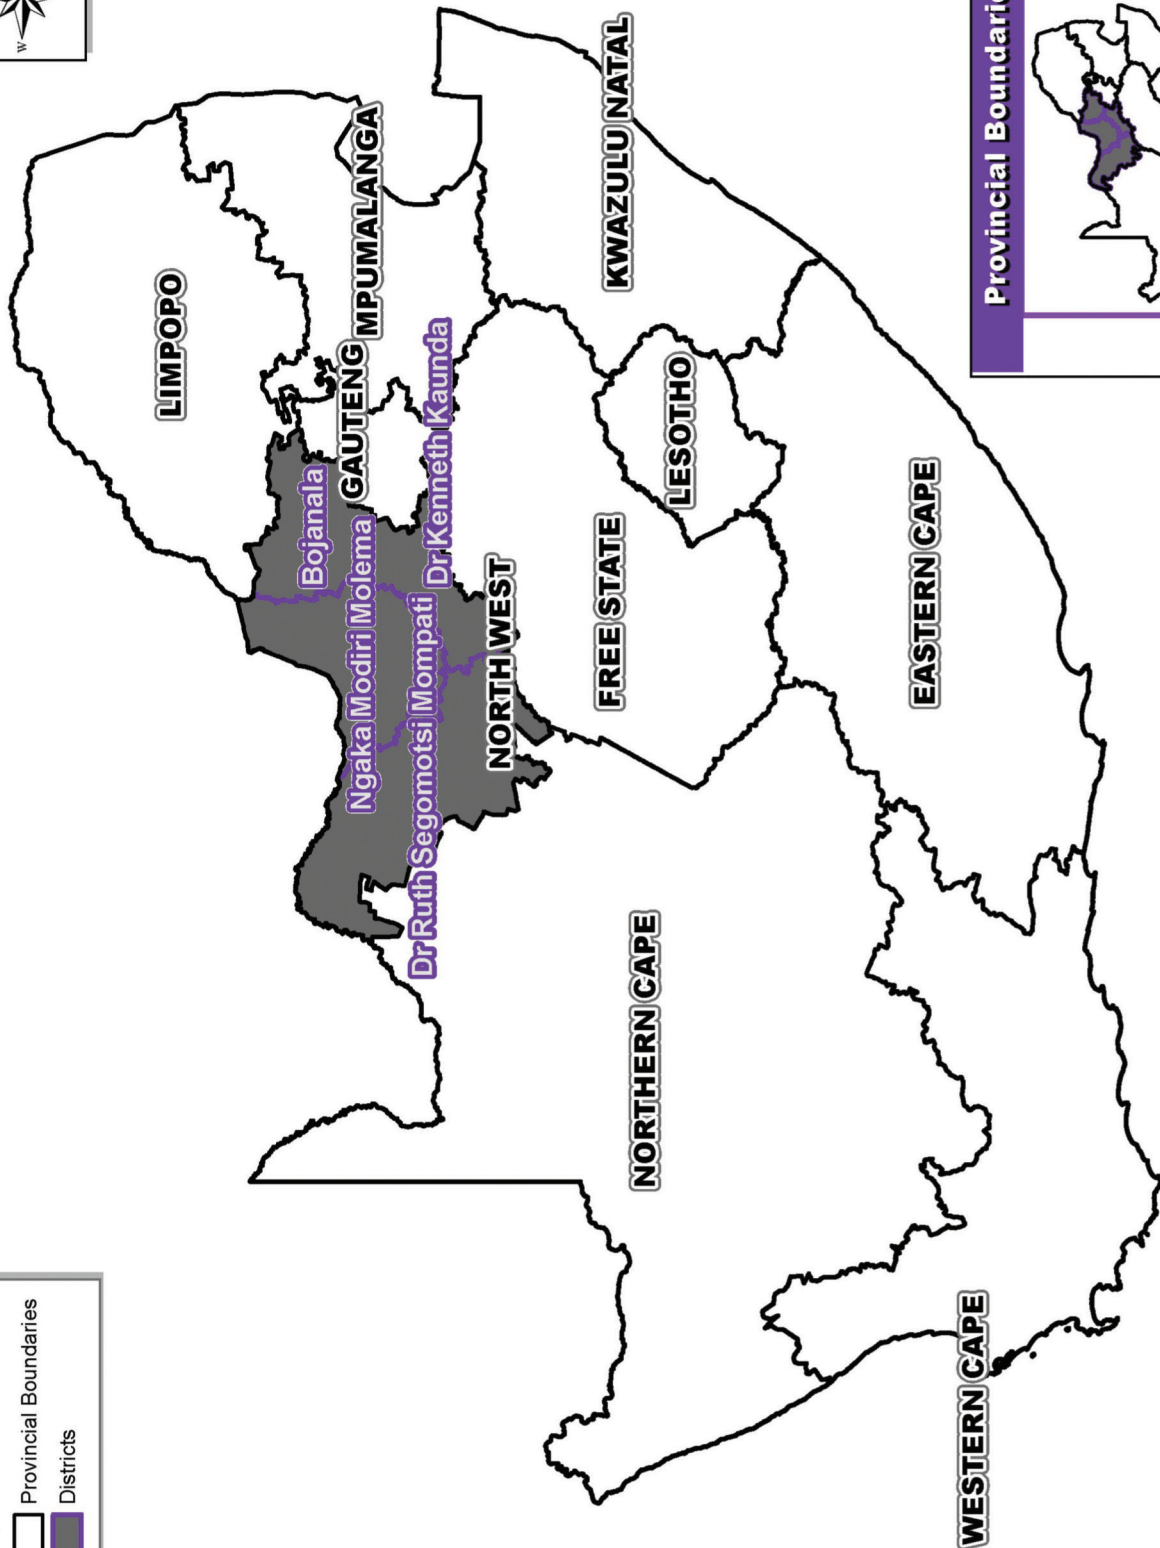 Provincial Boundaries
Districts
W
LIMPOPO
MPUMALANGA
GAUTENG
Bojanala
Ngaka Modiri Molema
Dr Kenneth Kaunda
Dr Ruth Segomotsi Mompati
NORTH WEST
KWAZULU NATAL
FREE STATE
LESOTHO
NORTHERN CAPE
EASTERN CAPE
WESTERN CAPE
Provincial Boundarie